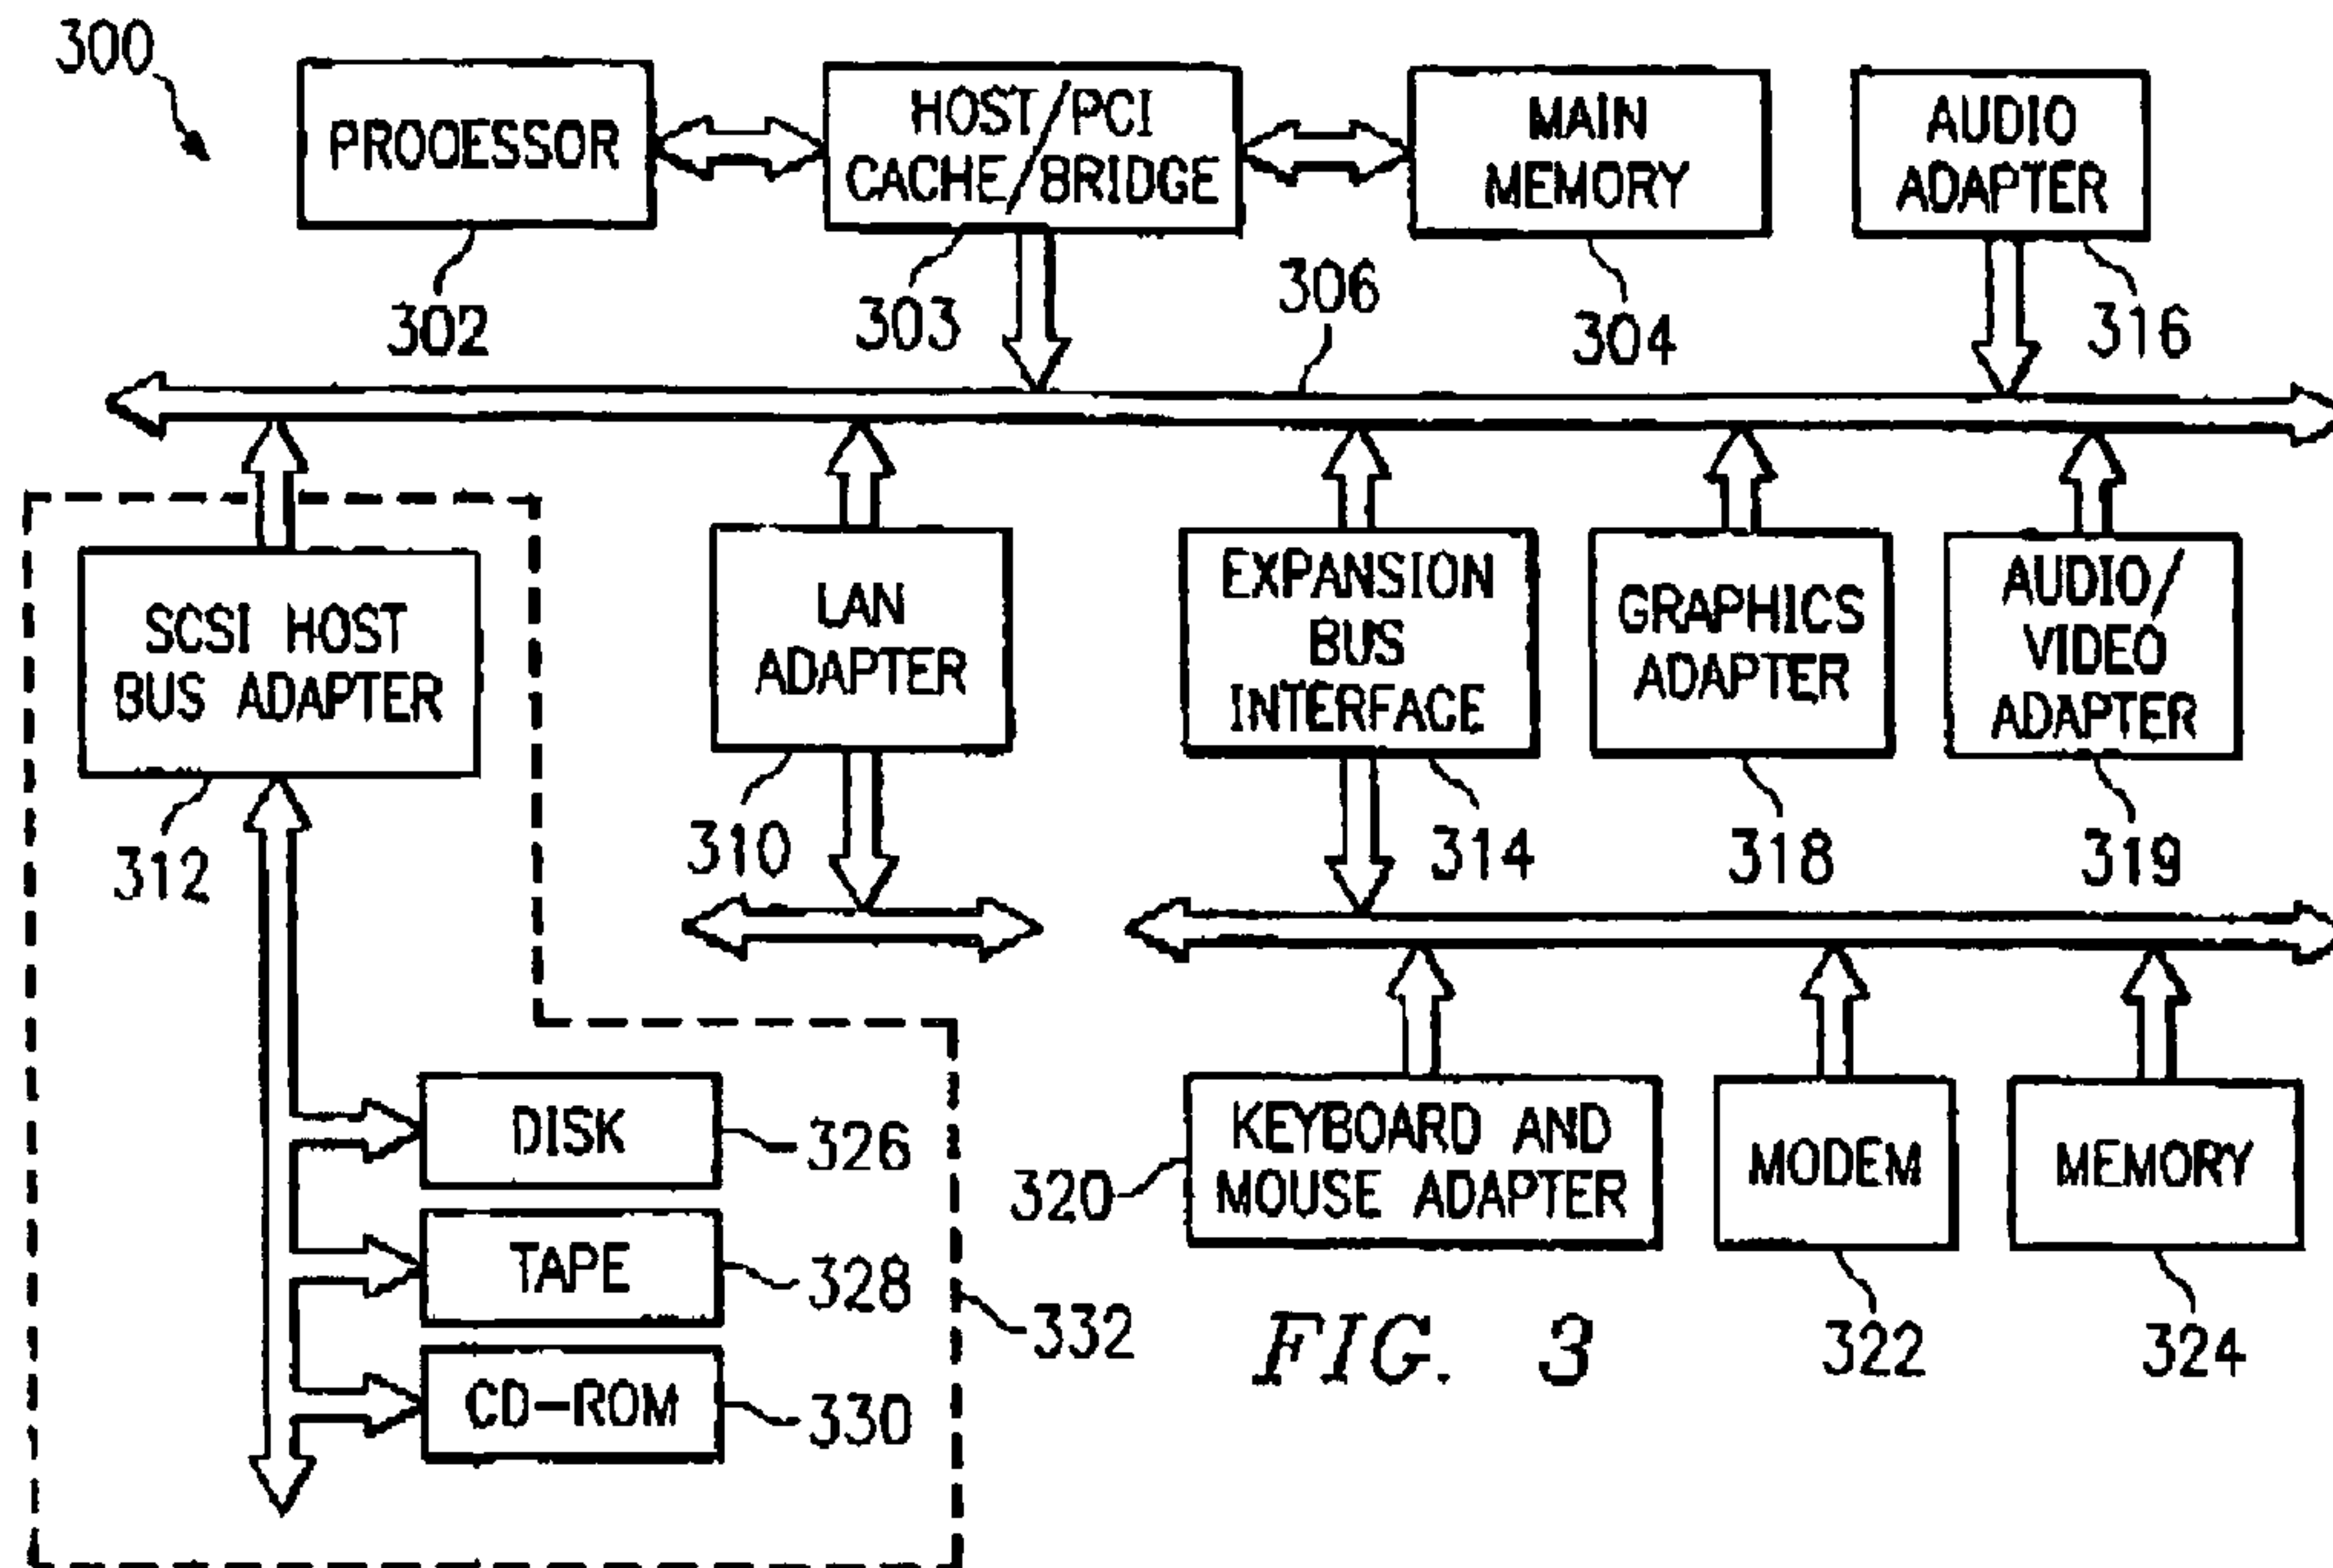 300
PROCESSOR
HOST/PCI
CACHE/BRIDGE
MAIN
MEMORY
AUDIO
ADAPTER
302
303
306
304
316
SCSI HOST
BUS ADAPTER
LAN
ADAPTER
EXPANSION
BUS
INTERFACE
GRAPHICS
ADAPTER
AUDIO/
VIDEO
ADAPTER
312
310
314
318
319
DISK
326
TAPE
328
CD-ROM
330
332
320
KEYBOARD AND
MOUSE ADAPTER
MODEM
MEMORY
322
324
FIG. 3